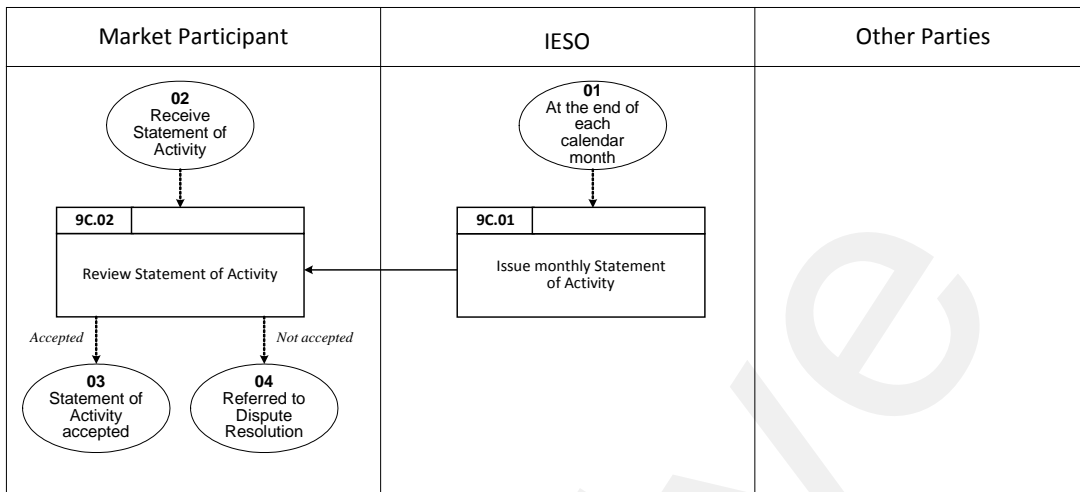 Market Participant
IESO
Other Parties
02
Receive
Statement of
Activity
01
At the end of
each
calendar
month
9C.02
Review Statement of Activity
9C.01
Issue monthly Statement
of Activity
Accepted
Not accepted
03
Statement of
Activity
accepted
04
Referred to
Dispute
Resolution